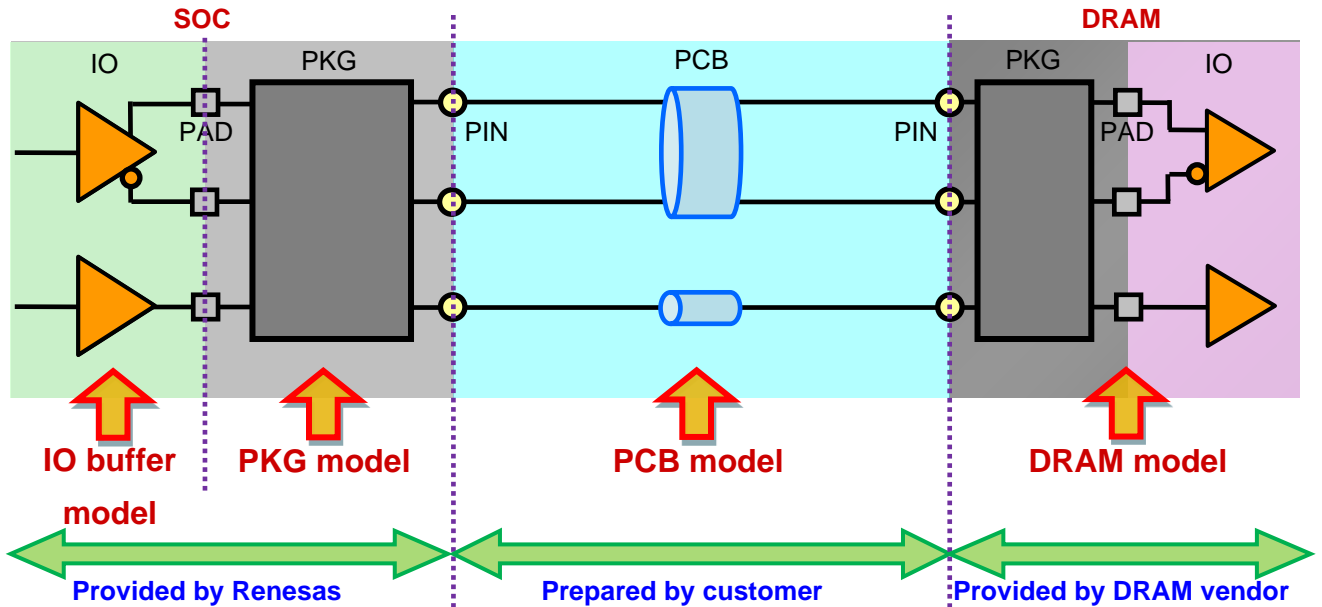 SOC
DRAM
IO
PKG
PCB
PKG
IO
PAD
PIN
PIN
PAD
IO buffer
model
PKG model
PCB model
DRAM model
Provided by Renesas
Prepared by customer
Provided by DRAM vendor